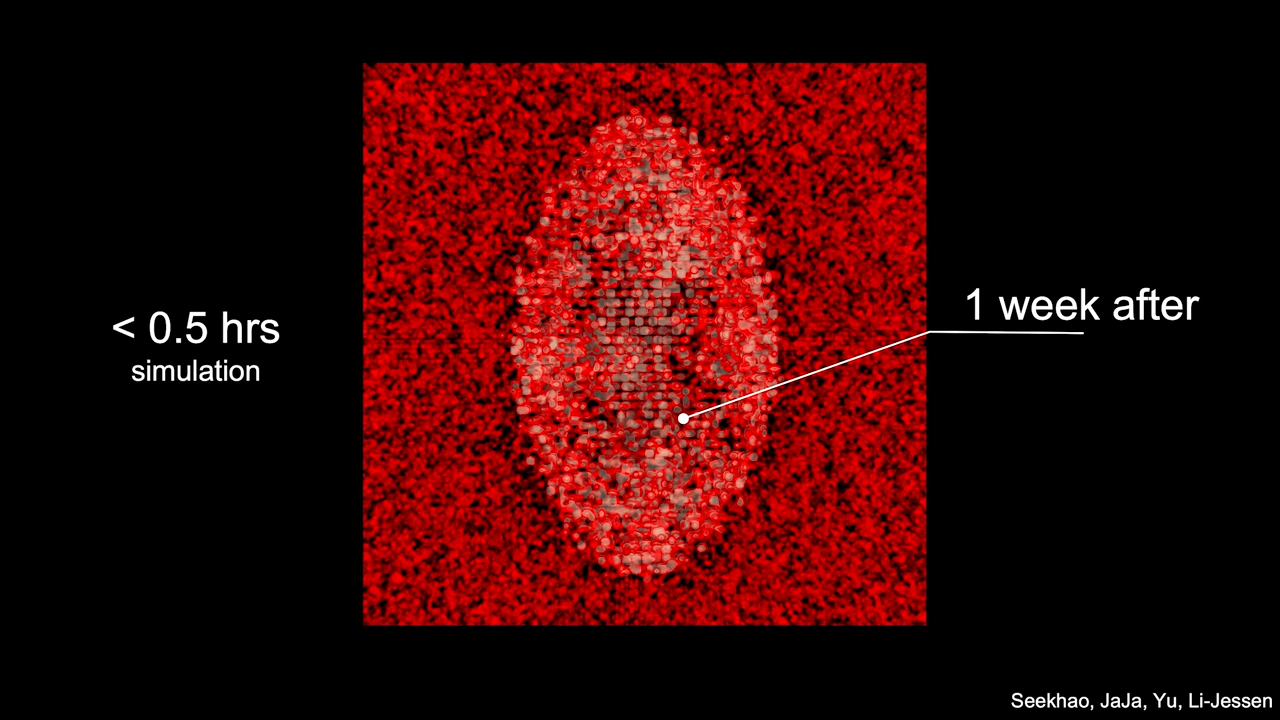 < 0.5 hrs
simulation
1 week after
Seekhao, JaJa, Yu, Li-Jessen